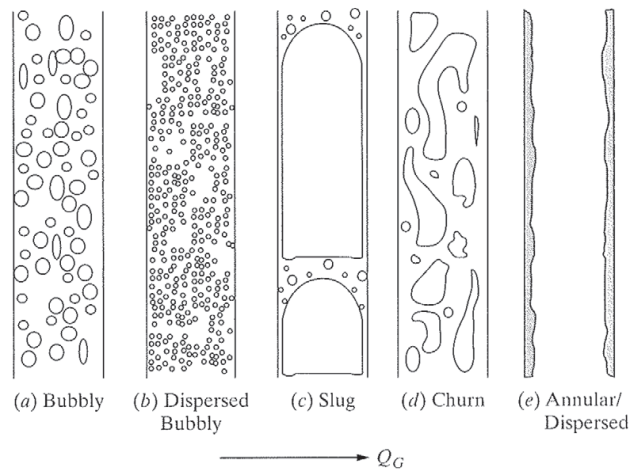 (a) Bubbly
(b) Dispersed
Bubbly
(c) Slug
(d) Churn
(e) Annular/
Dispersed
Q_G